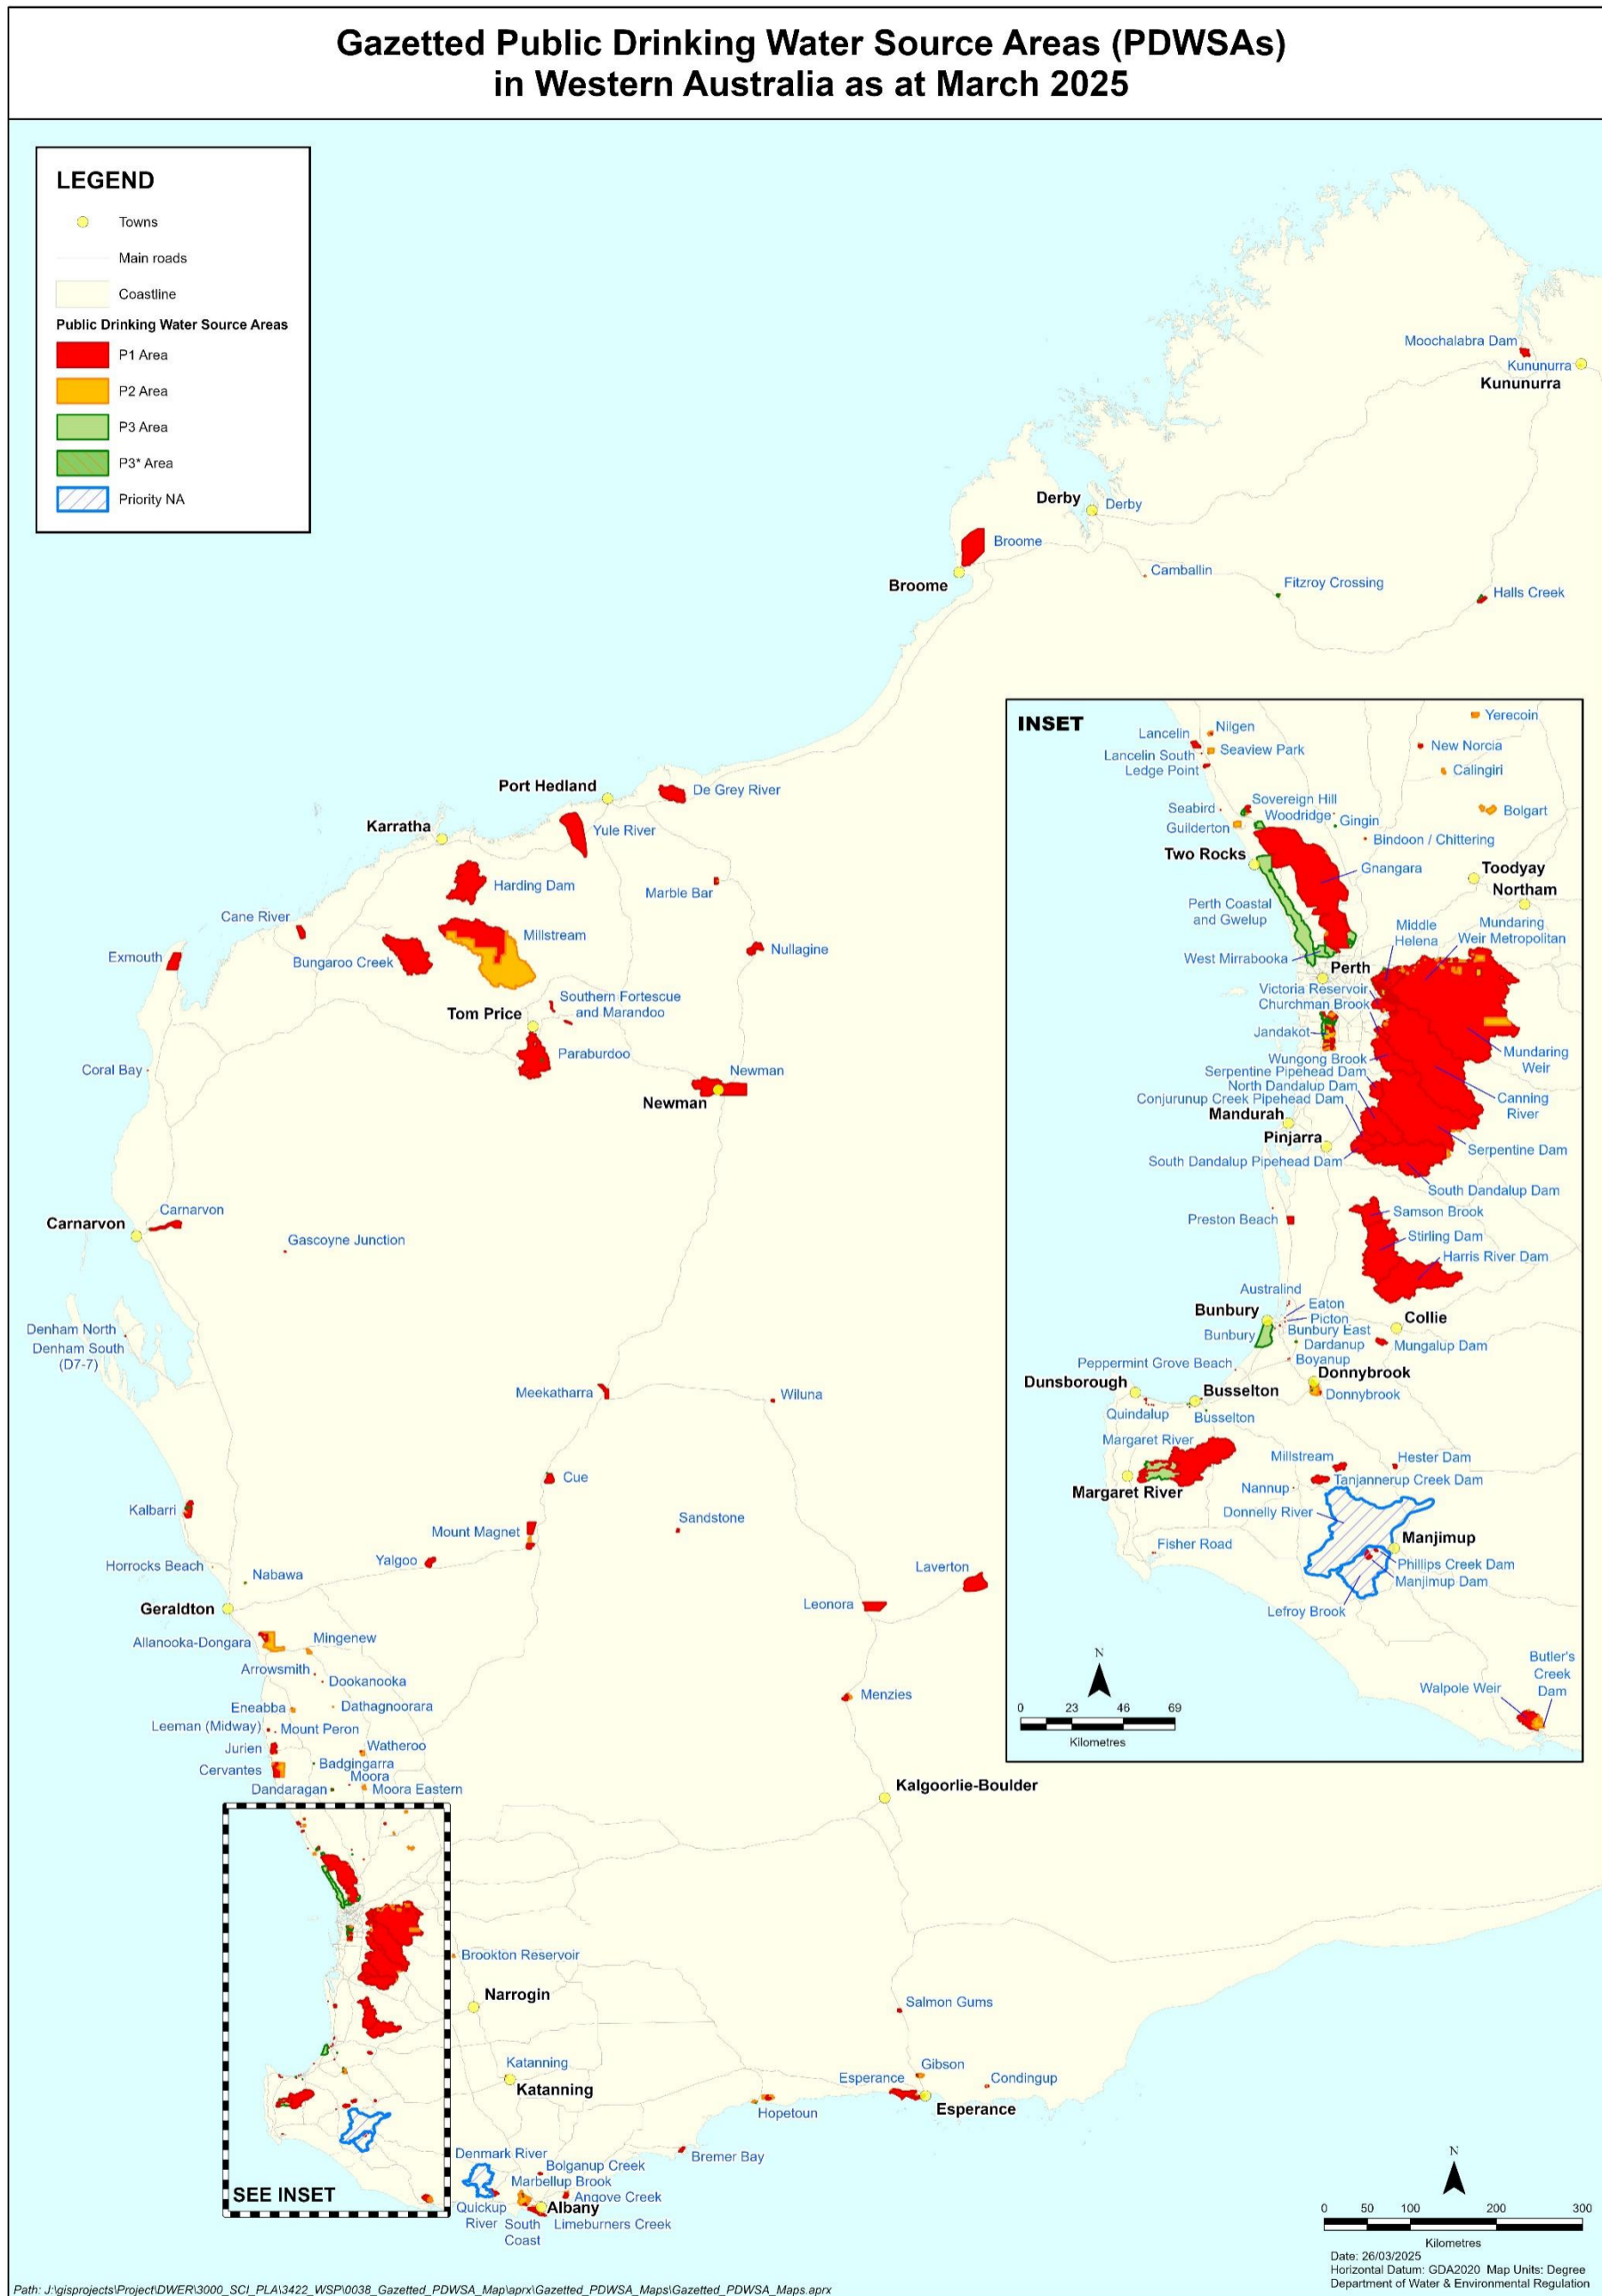 Gazetted Public Drinking Water Source Areas (PDWSAs)
in Western Australia as at March 2025
LEGEND
Towns
Main roads
Coastline
Public Drinking Water Source Areas
P1 Area
P2 Area
P3 Area
P3* Area
Priority NA
Moochalabra Dam
Kununurra
Kununurra
Derby
Derby
Broome
Broome
Camballin
Fitzroy Crossing
Halls Creek
Port Hedland
De Grey River
Karratha
Yule River
Harding Dam
Marble Bar
Cane River
Millstream
Nullagine
Exmouth
Bungaroo Creek
Southern Fortescue
and Marandoo
Tom Price
Paraburdoo
Coral Bay
Newman
Newman
Carnarvon
Carnarvon
Gascoyne Junction
Denham North
Denham South
(D7-7)
Meekatharra
Wiluna
Cue
Kalbarri
Mount Magnet
Sandstone
Yalgoo
Horrocks Beach
Nabawa
Laverton
Leonora
Geraldton
Allanooka-Dongara
Mingenew
Arrowsmith
Dookanooka
Menzies
Eneabba
Dathagnoorara
Leeman (Midway)
Mount Peron
Jurien
Watheroo
Cervantes
Badgingarra
Moora
Dandaragan
Moora Eastern
Kalgoorlie-Boulder
Brookton Reservoir
Narrogin
Salmon Gums
Katanning
Katanning
Gibson
Esperance
Condingup
Esperance
Hopetoun
Bremer Bay
Denmark River
Bolganup Creek
Marbellup Brook
Angove Creek
Quickup
River
Albany
South
Coast
Limeburners Creek
SEE INSET
INSET
Yerecoin
Nilgen
Lancelin
New Norcia
Seaview Park
Lancelin South
Ledge Point
Calingiri
Sovereign Hill
Seabird
Woodridge
Bolgart
Gingin
Guilderton
Bindoon / Chittering
Two Rocks
Gnangara
Toodyay
Northam
Perth Coastal
and Gwelup
Middle
Helena
Mundaring
Weir Metropolitan
West Mirrabooka
Perth
Victoria Reservoir
Churchman Brook
Jandakot
Mundaring
Weir
Wungong Brook
Serpentine Pipehead Dam
North Dandalup Dam
Conjurunup Creek Pipehead Dam
Canning
River
Mandurah
Pinjarra
Serpentine Dam
South Dandalup Pipehead Dam
South Dandalup Dam
Preston Beach
Samson Brook
Stirling Dam
Harris River Dam
Australind
Bunbury
Eaton
Picton
Bunbury
Bunbury East
Collie
Dardanup
Mungalup Dam
Boyanup
Peppermint Grove Beach
Donnybrook
Dunsborough
Busselton
Donnybrook
Quindalup
Busselton
Margaret River
Millstream
Hester Dam
Tanjannerup Creek Dam
Nannup
Margaret River
Donnelly River
Manjimup
Fisher Road
Phillips Creek Dam
Manjimup Dam
Lefroy Brook
Butler's
Creek
Dam
Walpole Weir
N
0 23 46 69
Kilometres
N
0 50 100 200 300
Kilometres
Date: 26/03/2025
Horizontal Datum: GDA2020 Map Units: Degree
Department of Water & Environmental Regulation
Path: J:\gisprojects\Project\DWER\3000_SCI_PLA\3422_WSP\0038_Gazetted_PDWSA_Map\aprx\Gazetted_PDWSA_Maps\Gazetted_PDWSA_Maps.aprx